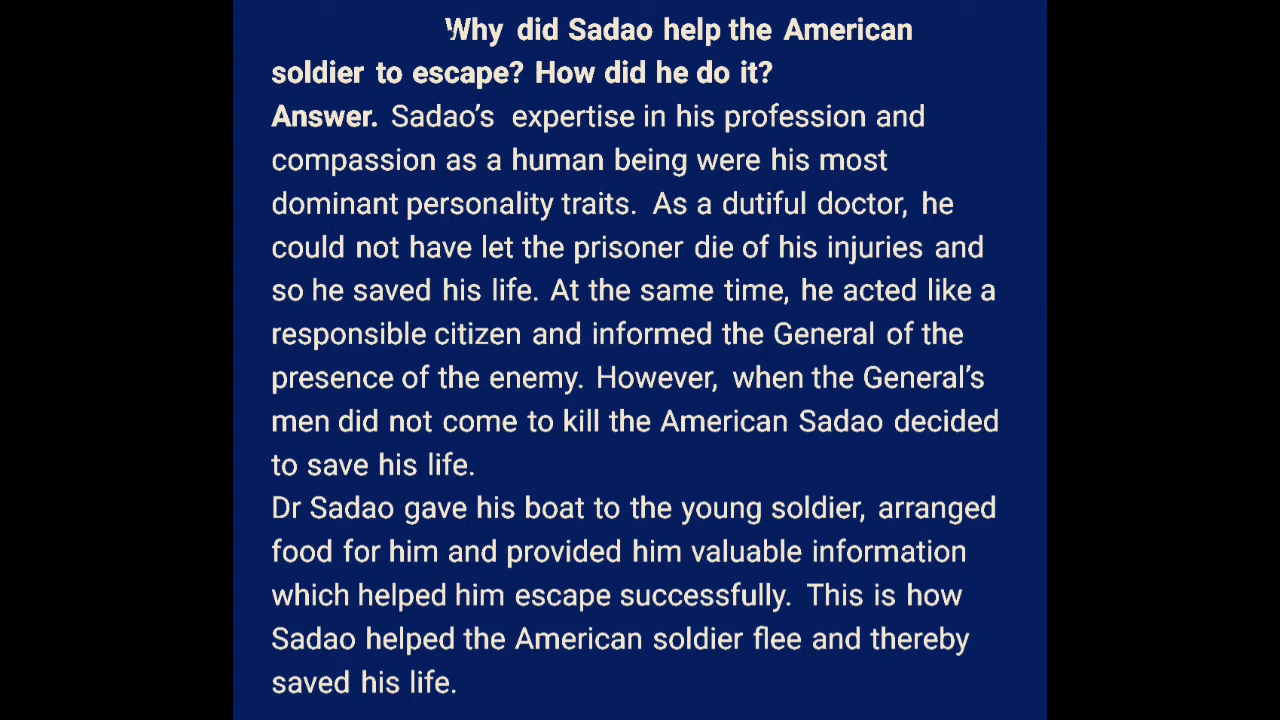 Why did Sadao help the American
soldier to escape? How did he do it?
Answer. Sadao's expertise in his profession and
compassion as a human being were his most
dominant personality traits. As a dutiful doctor, he
could not have let the prisoner die of his injuries and
so he saved his life. At the same time, he acted like a
responsible citizen and informed the General of the
presence of the enemy. However, when the General's
men did not come to kill the American Sadao decided
to save his life.
Dr Sadao gave his boat to the young soldier, arranged
food for him and provided him valuable information
which helped him escape successfully. This is how
Sadao helped the American soldier flee and thereby
saved his life.